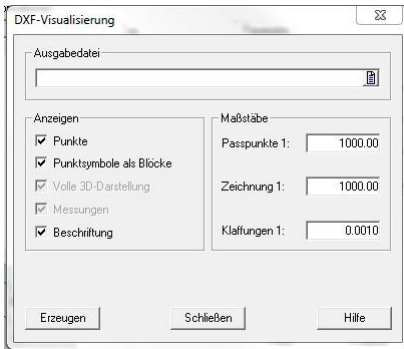 DXF-Visualisierung
Ausgabedatei
Anzeigen
Punkte
Punktsymbole als Blöcke
Volle 3D-Darstellung
Messungen
Beschriftung
Maßstäbe
Passpunkte 1: 1000.00
Zeichnung 1: 1000.00
Klaffungen 1: 0.0010
Erzeugen Schließen Hilfe